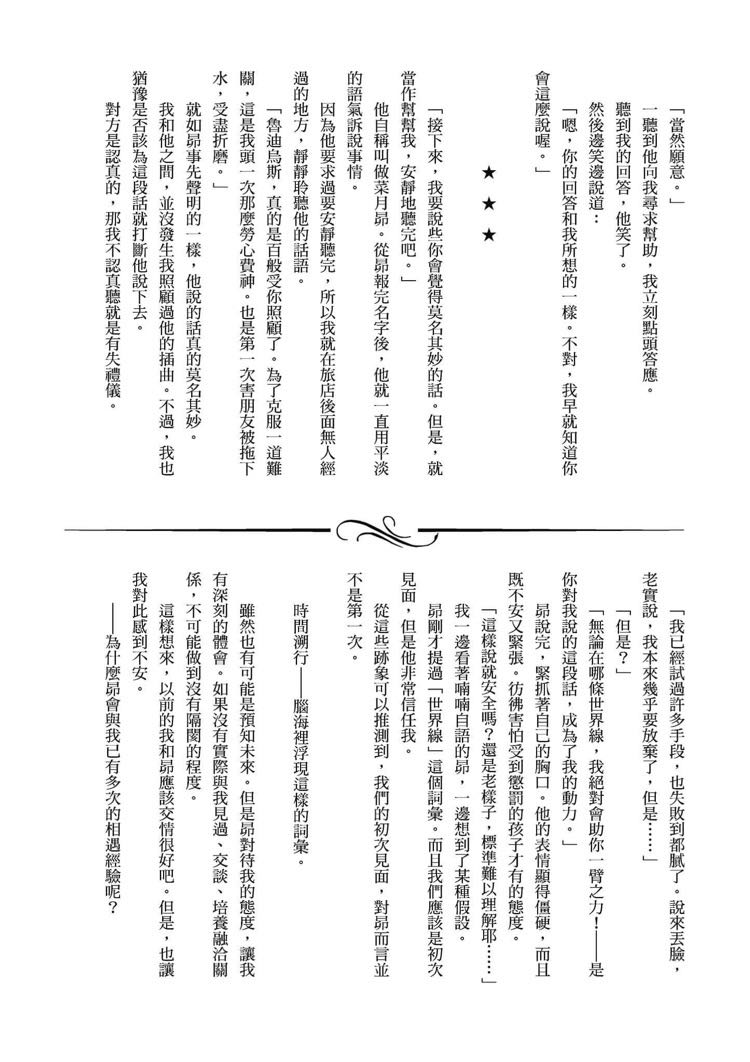 「當然願意。」
一聽到他向我尋求幫助，我立刻點頭答應。
聽到我的回答，他笑了。
然後邊笑邊說道：
「嗯，你的回答和我所想的一樣。不對，我早就知道你
會這麼說喔。」
★ ★ ★
「接下來，我要說些你會覺得莫名其妙的話。但是，就
當作幫幫我，安靜地聽完吧。」
他自稱叫做菜月昴。從昴報完名字後，他就一直用平淡
的語氣訴說事情。
因為他要求過要安靜聽完，所以我就在旅店後面無人經
過的地方，靜靜聆聽他的話語。
「魯迪烏斯，真的是百般受你照顧了。為了克服一道難
關，這是我頭一次那麼勞心費神。也是第一次害朋友被拖下
水，受盡折磨。」
就如昴事先聲明的一樣，他說的話真的莫名其妙。
我和他之間，並沒發生我照顧過他的插曲。不過，我也
猶豫是否該為這段話就打斷他說下去。
對方是認真的，那我不認真聽就是有失禮儀。
「我已經試過許多手段，也失敗到都膩了。說來丟臉，
老實說，我本來幾乎要放棄了，但是⋯⋯」
「但是？」
「無論在哪條世界線，我絕對會助你一臂之力！——是
你對我說的這段話，成為了我的動力。」
昴說完，緊抓著自己的胸口。他的表情顯得僵硬，而且
既不安又緊張。彷彿害怕受到懲罰的孩子才有的態度。
「這樣說就安全嗎？還是老樣子，標準難以理解耶⋯⋯」
我一邊看著喃喃自語的昴，一邊想到了某種假設。
昴剛才提過「世界線」這個詞彙。而且我們應該是初次
見面，但是他非常信任我。
從這些跡象可以推測到，我們的初次見面，對昴而言並
不是第一次。
時間溯行——腦海裡浮現這樣的詞彙。
雖然也有可能是預知未來。但是昴對待我的態度，讓我
有深刻的體會。如果沒有實際與我見過、交談、培養融洽關
係，不可能做到沒有隔閡的程度。
這樣想來，以前的我和昴應該交情很好吧。但是，也讓
我對此感到不安。
——為什麼昴會與我已有多次的相遇經驗呢？